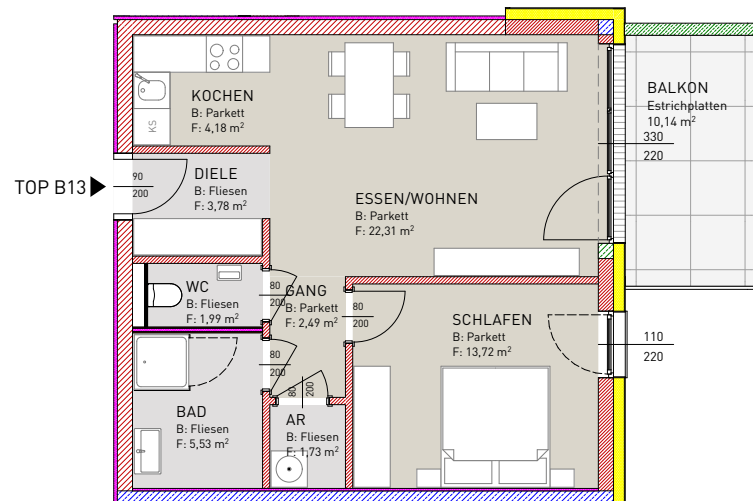 KOCHEN
B: Parkett
F: 4,18 m²
KS
BALKON
Estrichplatten
10,14 m²
330
220
TOP B13
90
200
DIELE
B: Fliesen
F: 3,78 m²
ESSEN/WOHNEN
B: Parkett
F: 22,31 m²
WC
B: Fliesen
F: 1,99 m²
80
200
GANG
B: Parkett
F: 2,49 m²
80
200
SCHLAFEN
B: Parkett
F: 13,72 m²
110
220
80
200
80
200
BAD
B: Fliesen
F: 5,53 m²
AR
B: Fliesen
F: 1,73 m²